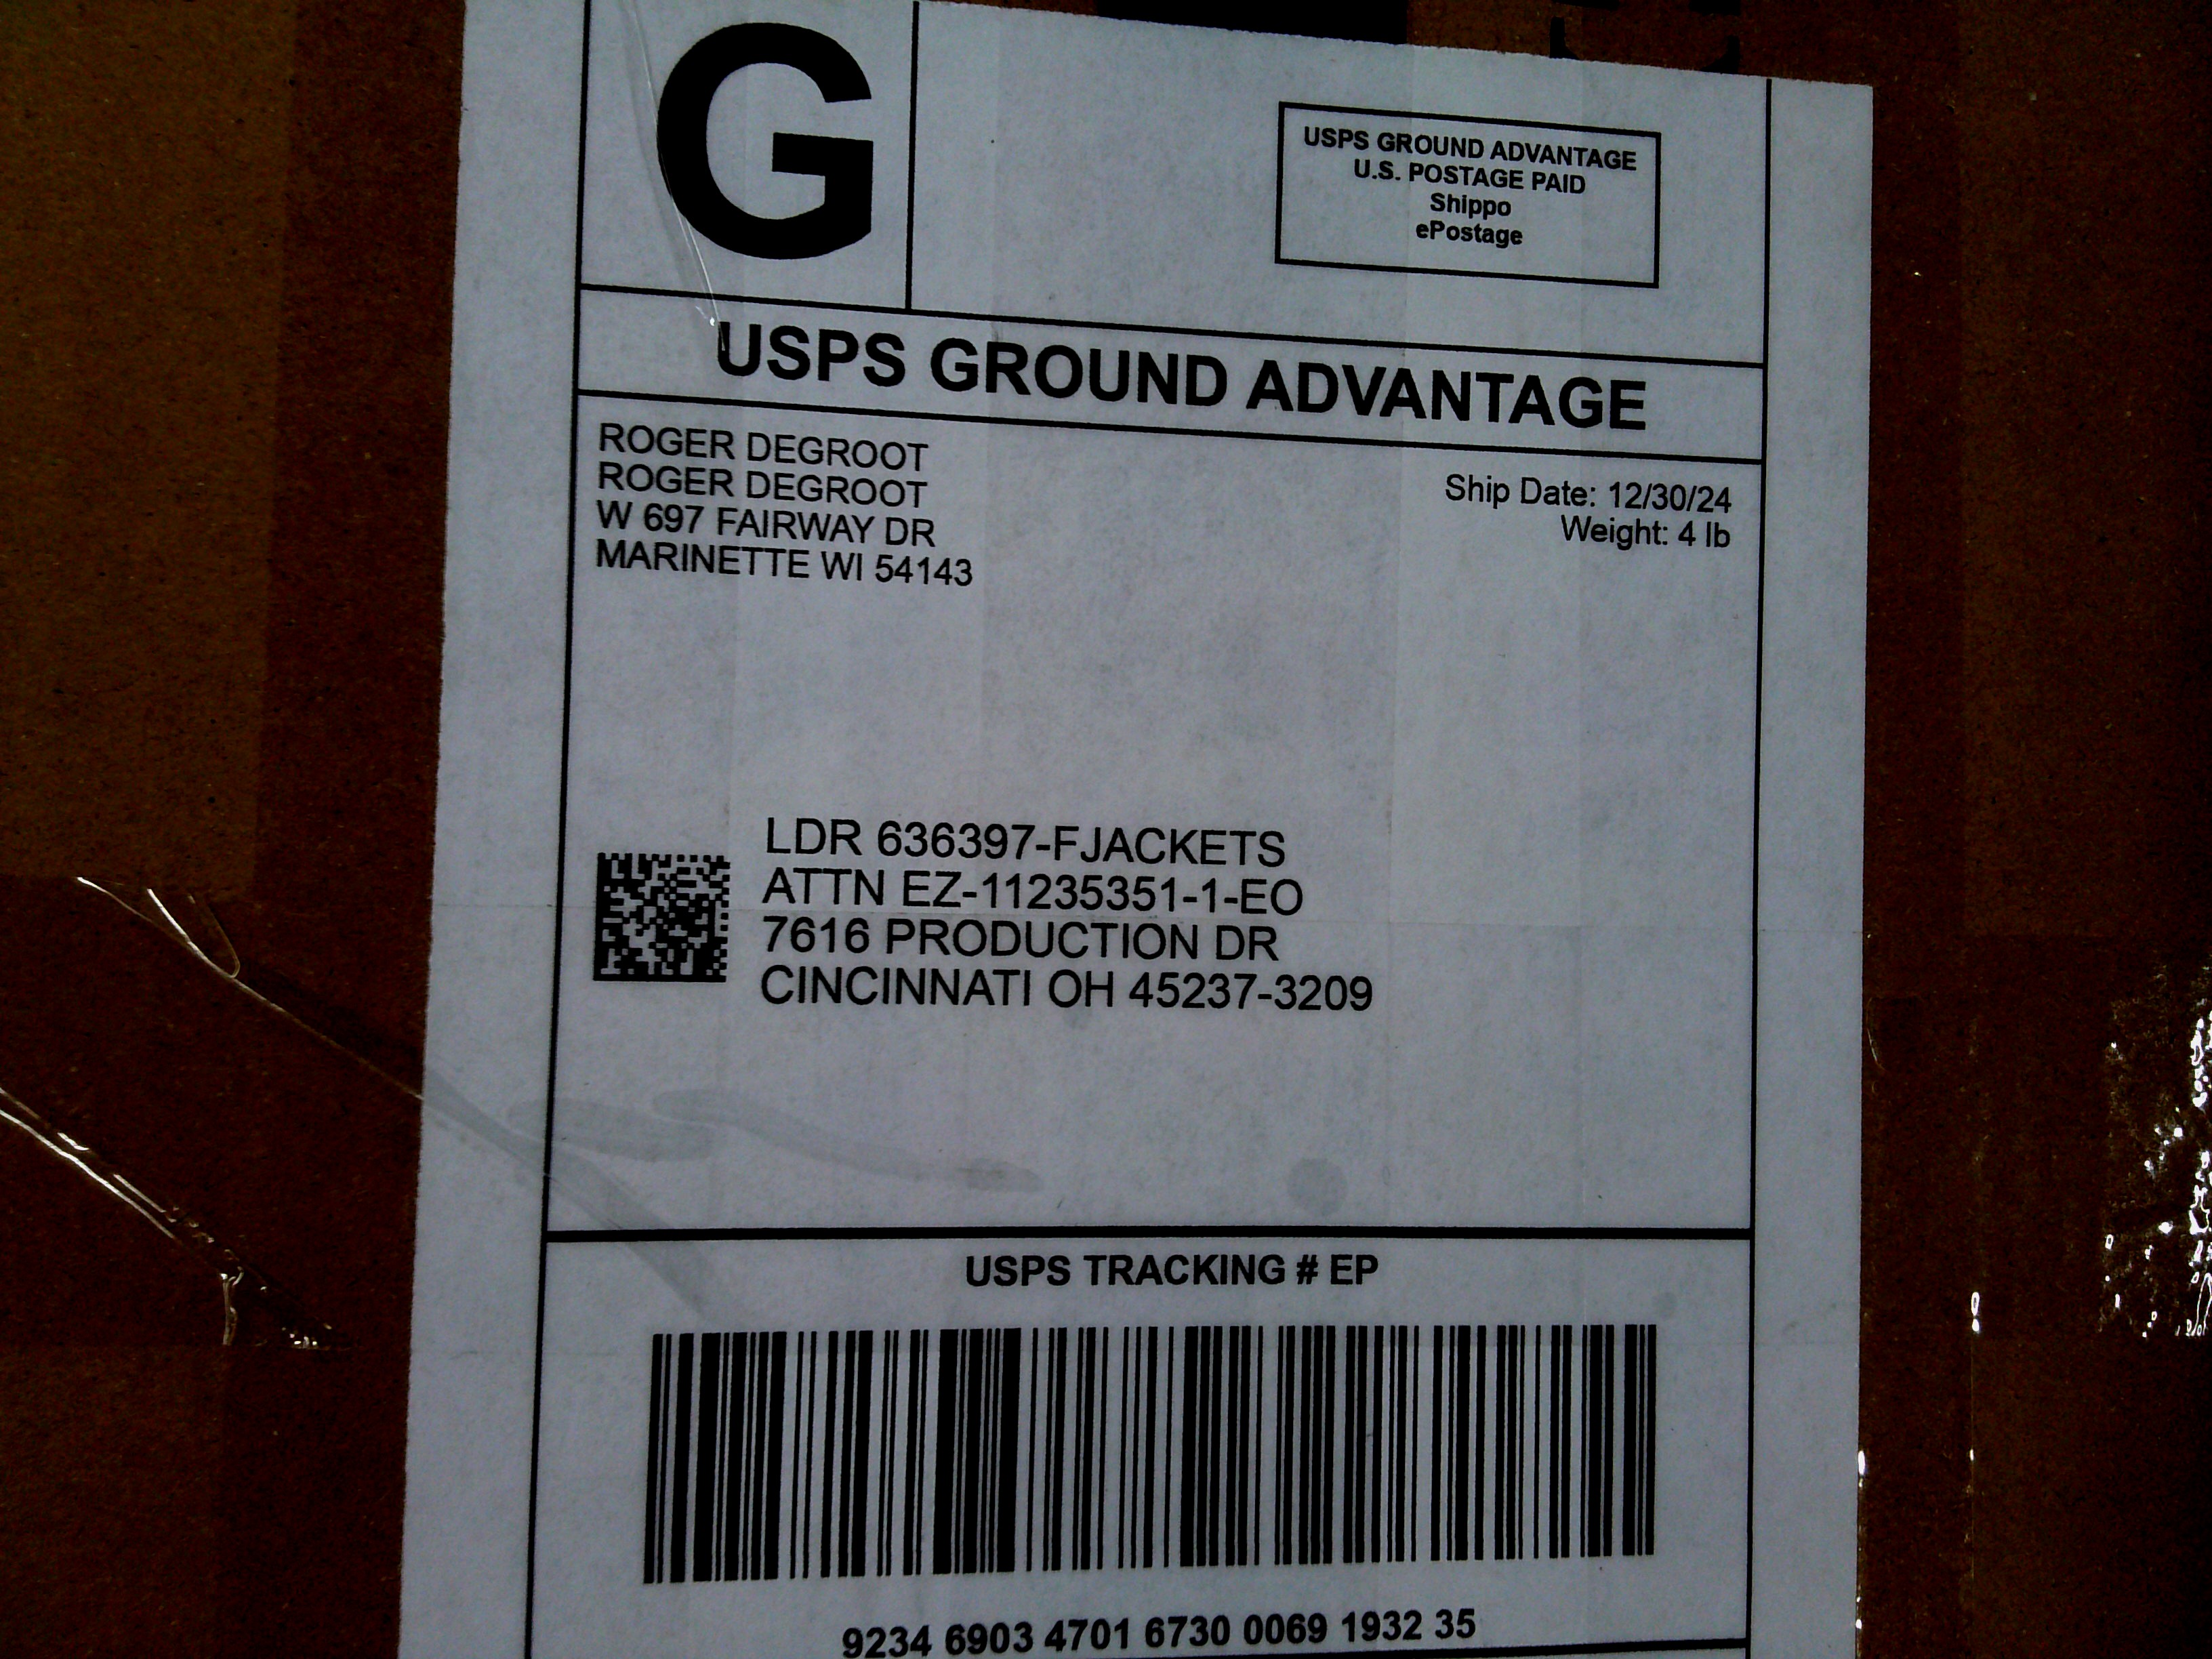 G
USPS GROUND ADVANTAGE
U.S. POSTAGE PAID
Shippo
ePostage
USPS GROUND ADVANTAGE
ROGER DEGROOT
ROGER DEGROOT
W 697 FAIRWAY DR
MARINETTE WI 54143
Ship Date: 12/30/24
Weight: 4 lb
LDR 636397-FJACKETS
ATTN EZ-11235351-1-EO
7616 PRODUCTION DR
CINCINNATI OH 45237-3209
USPS TRACKING # EP
9234 6903 4701 6730 0069 1932 35